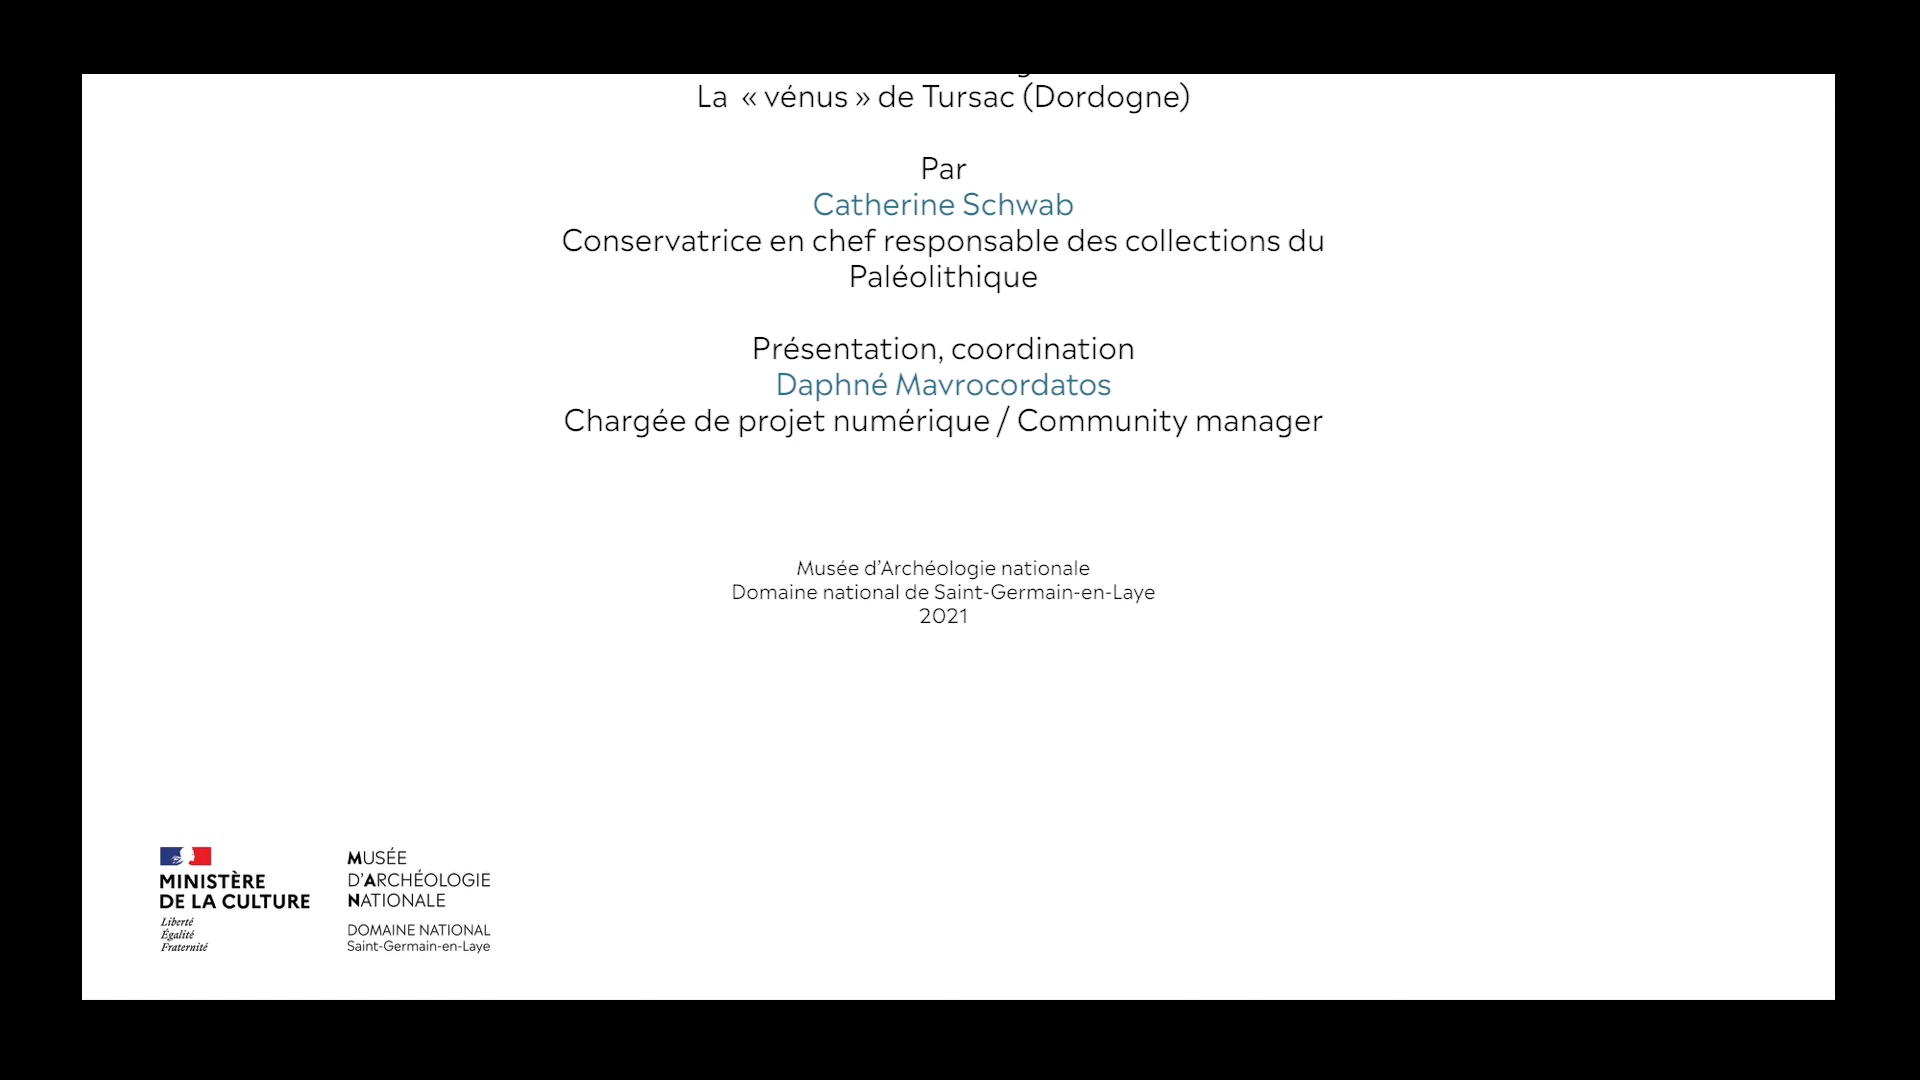 La « vénus » de Tursac (Dordogne)
Par
Catherine Schwab
Conservatrice en chef responsable des collections du
Paléolithique
Présentation, coordination
Daphné Mavrocordatos
Chargée de projet numérique / Community manager
Musée d'Archéologie nationale
Domaine national de Saint-Germain-en-Laye
2021
MINISTÈRE
DE LA CULTURE
Liberté
Égalité
Fraternité
MUSÉE
D'ARCHÉOLOGIE
NATIONALE
DOMAINE NATIONAL
Saint-Germain-en-Laye